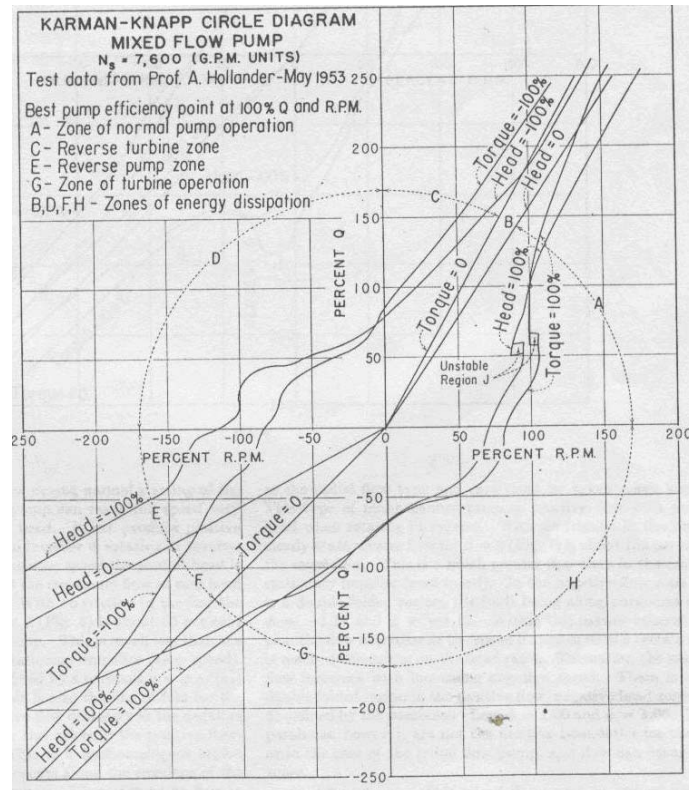 KARMAN-KNAPP CIRCLE DIAGRAM
MIXED FLOW PUMP
Ns = 7,600 (G.P.M. UNITS)
Test data from Prof. A. Hollander-May 1953
Best pump efficiency point at 100% Q and R.P.M.
A- Zone of normal pump operation
C- Reverse turbine zone
E- Reverse pump zone
G- Zone of turbine operation
B,D,F,H - Zones of energy dissipation
250
200
150
100
50
PERCENT Q
Torque=-100%
Head=-100%
Head=0
Torque=0
Head=100%
Torque=100%
C
B
D
A
Unstable
Region J
-250
-200
-150
-100
-50
0
50
100
150
200
PERCENT R.P.M.
PERCENT R.P.M.
Head=-100%
Head=0
Torque=0
Torque=-100%
Head=100%
Torque=100%
F
G
H
PERCENT Q
-50
-100
-150
-200
-250